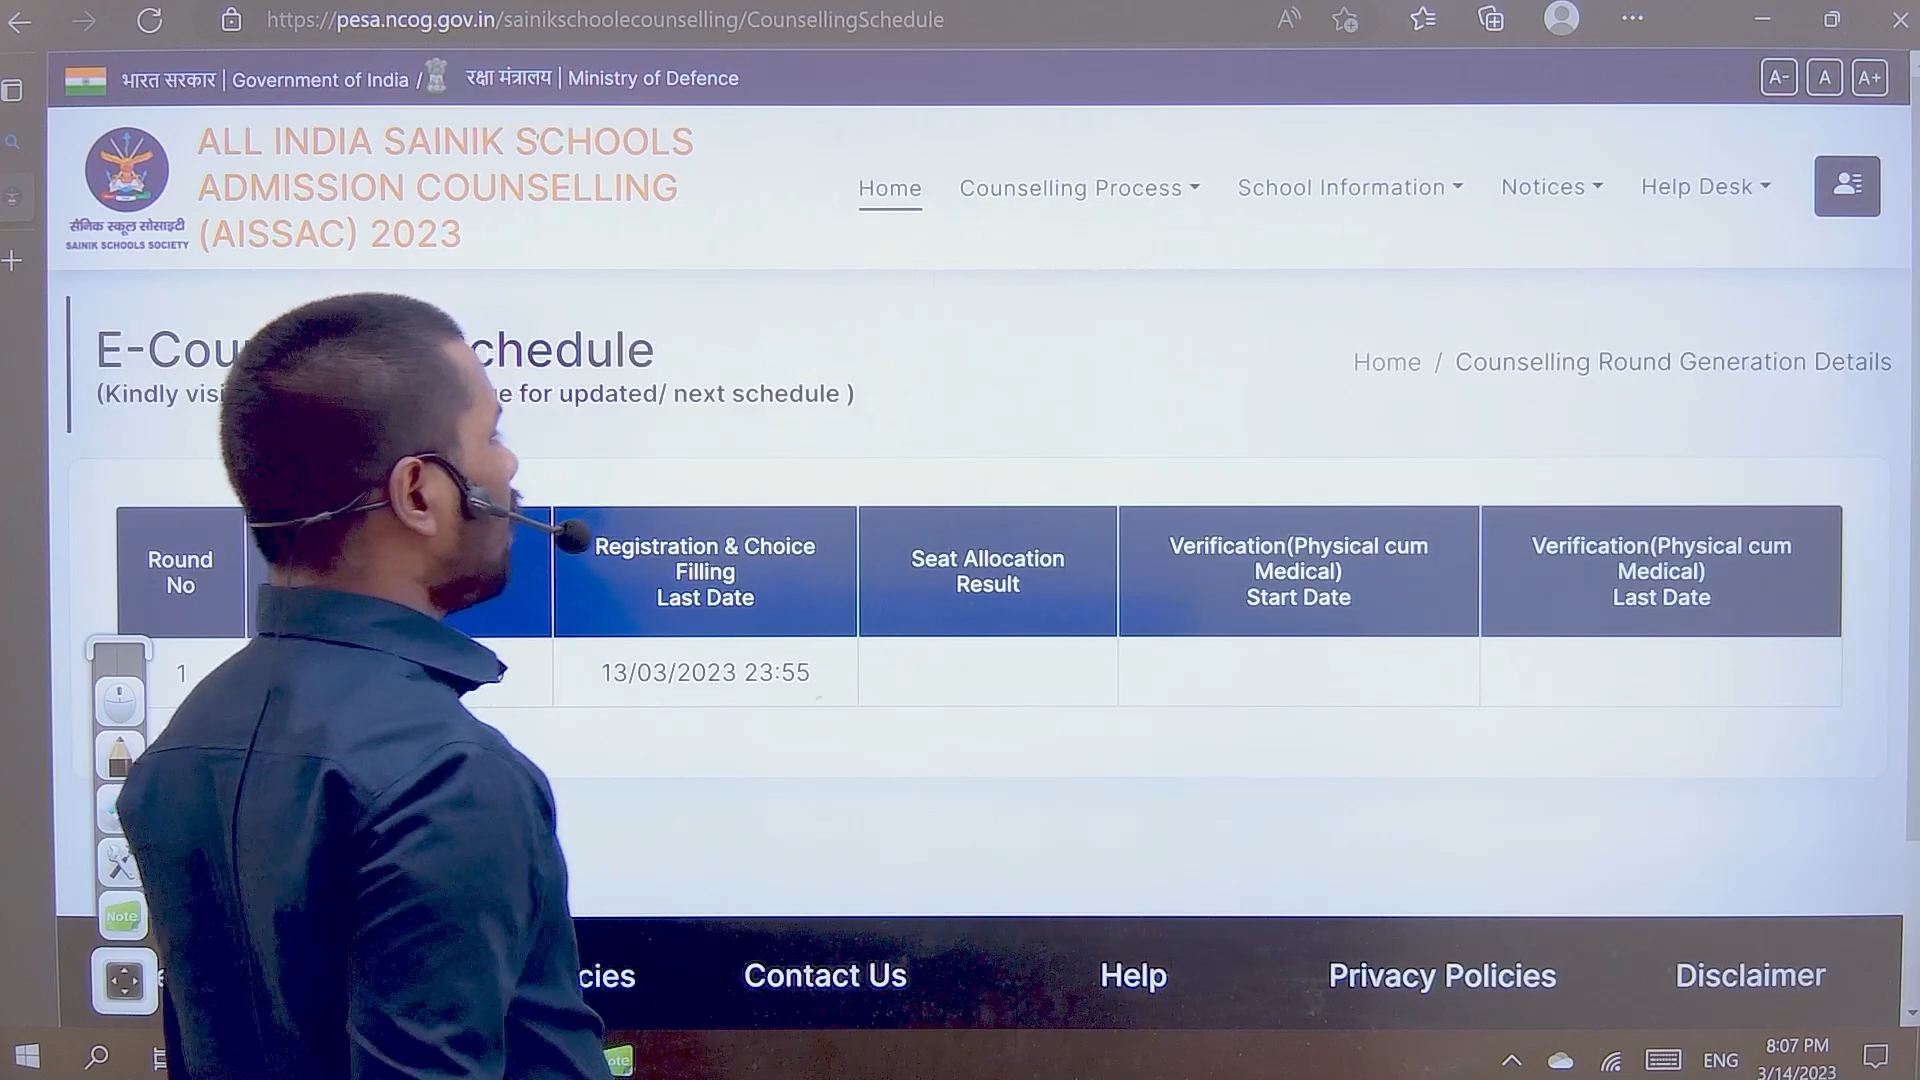 https://pesa.ncog.gov.in/sainikschoolecounselling/CounsellingSchedule
भारत सरकार | Government of India / रक्षा मंत्रालय | Ministry of Defence
A- A A+
ALL INDIA SAINIK SCHOOLS
ADMISSION COUNSELLING
(AISSAC) 2023
सैनिक स्कूल सोसाइटी
SAINIK SCHOOLS SOCIETY
Home Counselling Process School Information Notices Help Desk
E-Cou chedule
(Kindly visi e for updated/ next schedule )
Home / Counselling Round Generation Details
Round
No
Registration & Choice
Filling
Last Date
Seat Allocation
Result
Verification(Physical cum
Medical)
Start Date
Verification(Physical cum
Medical)
Last Date
1 13/03/2023 23:55
Note
cies Contact Us Help Privacy Policies Disclaimer
ote
ENG
8:07 PM
3/14/2023